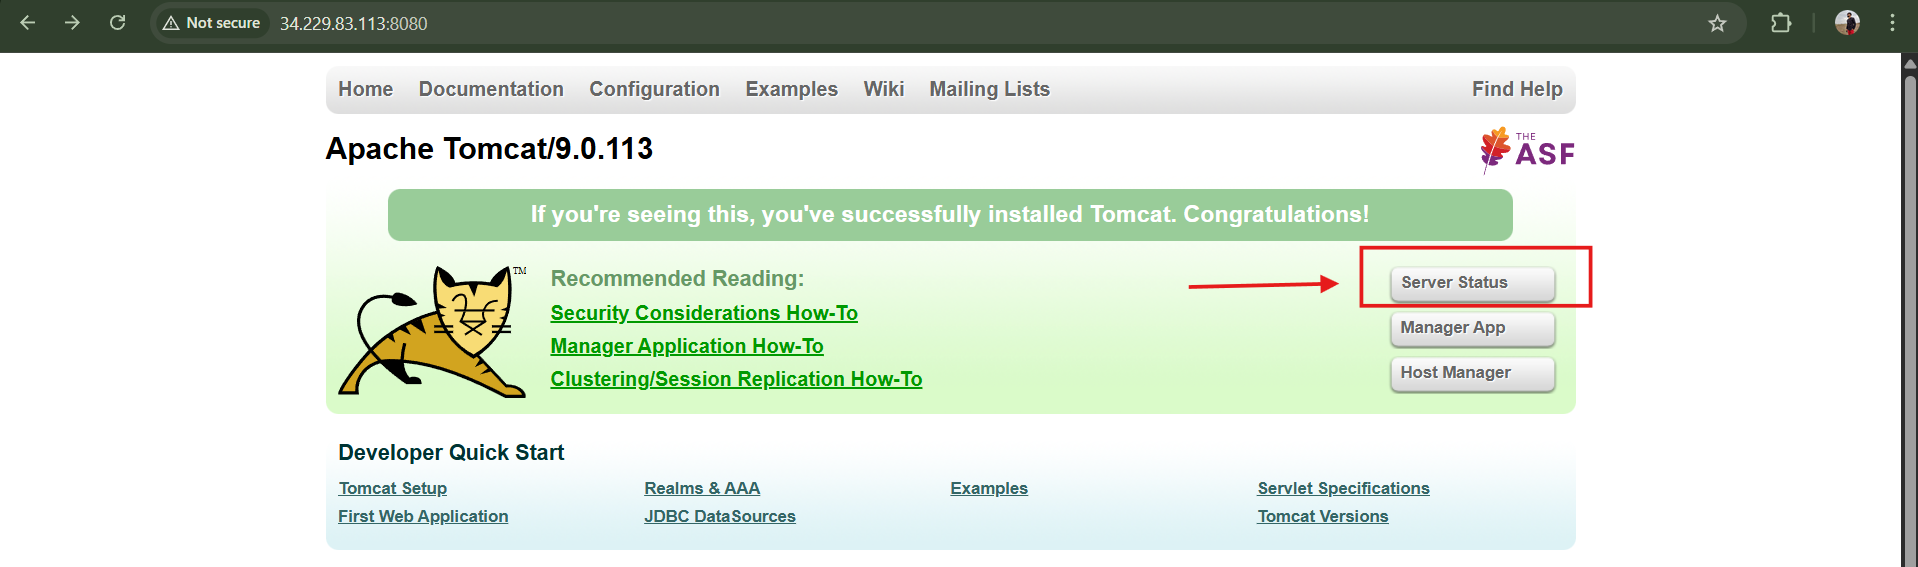 Not secure 34.229.83.113:8080
Home Documentation Configuration Examples Wiki Mailing Lists Find Help
Apache Tomcat/9.0.113
THE
ASF
If you're seeing this, you've successfully installed Tomcat. Congratulations!
TM
Recommended Reading:
Security Considerations How-To
Manager Application How-To
Clustering/Session Replication How-To
Server Status
Manager App
Host Manager
Developer Quick Start
Tomcat Setup Realms & AAA Examples Servlet Specifications
First Web Application JDBC DataSources Tomcat Versions